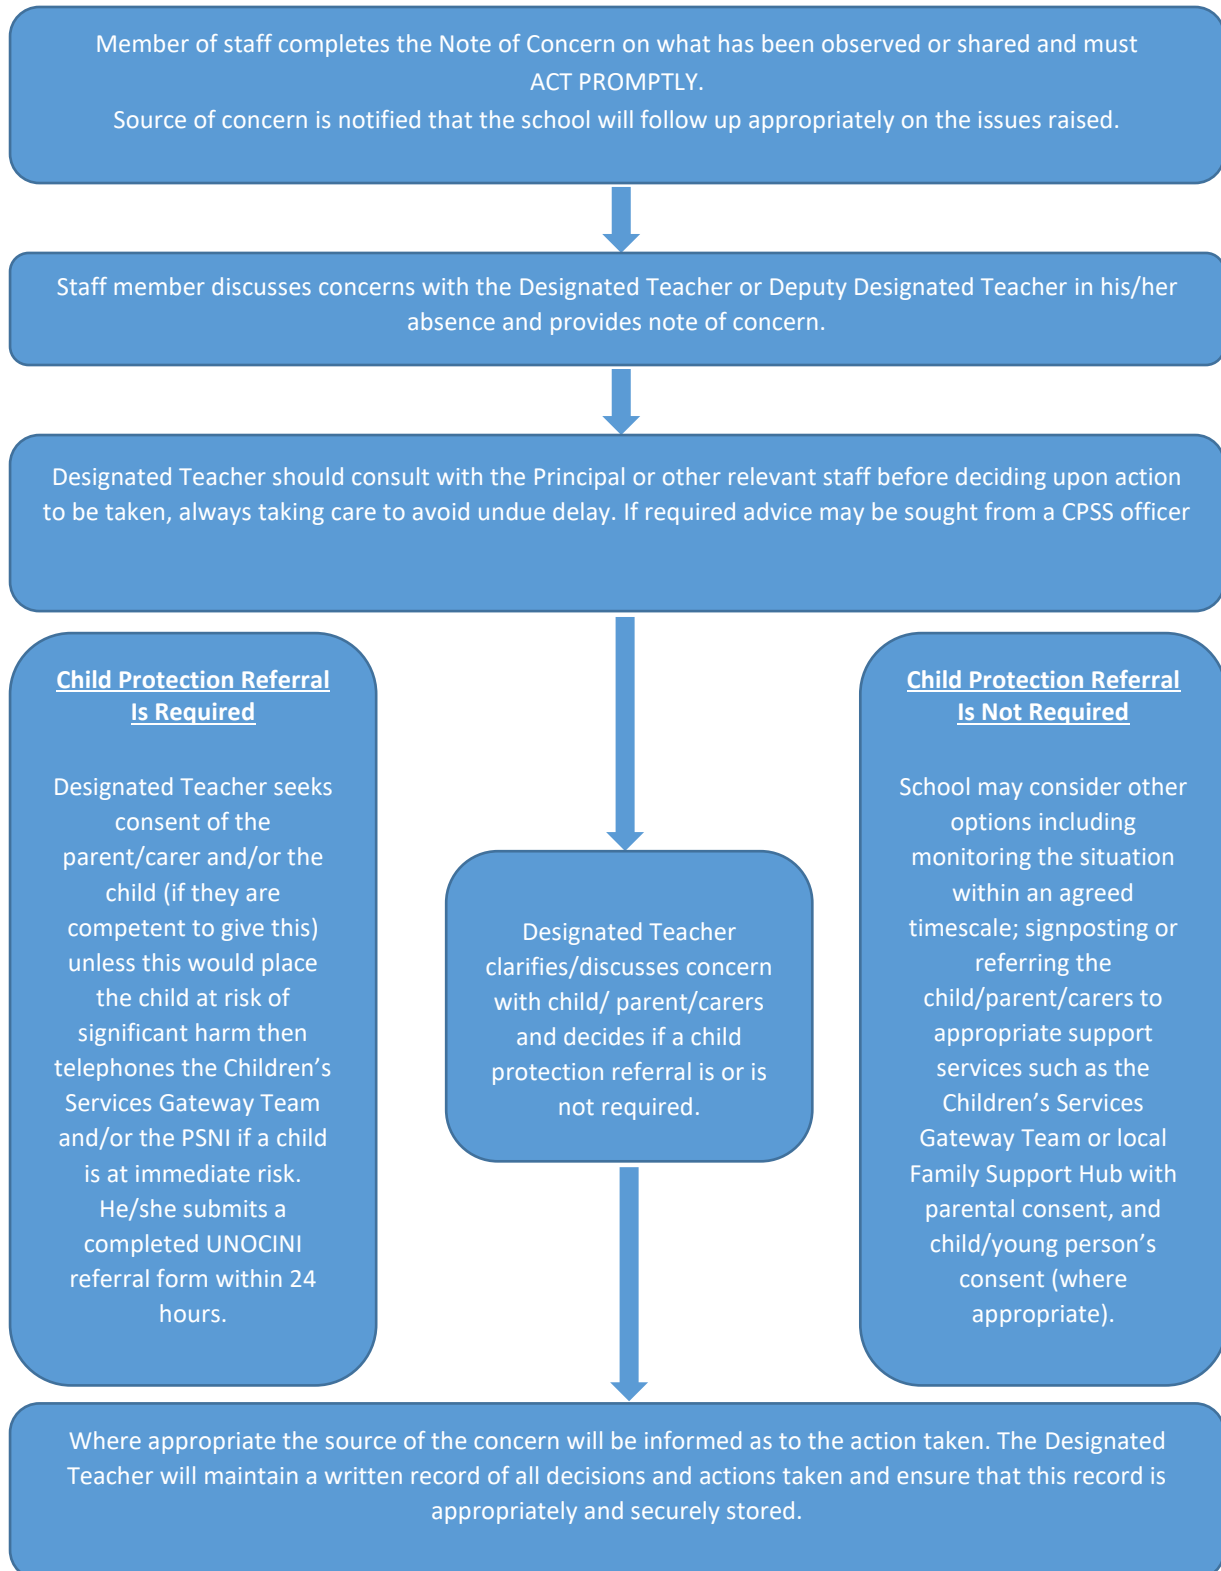 Member of staff completes the Note of Concern on what has been observed or shared and must
ACT PROMPTLY.
Source of concern is notified that the school will follow up appropriately on the issues raised.
Staff member discusses concerns with the Designated Teacher or Deputy Designated Teacher in his/her
absence and provides note of concern.
Designated Teacher should consult with the Principal or other relevant staff before deciding upon action
to be taken, always taking care to avoid undue delay. If required advice may be sought from a CPSS officer
Child Protection Referral
Is Required
Designated Teacher seeks
consent of the
parent/carer and/or the
child (if they are
competent to give this)
unless this would place
the child at risk of
significant harm then
telephones the Children’s
Services Gateway Team
and/or the PSNI if a child
is at immediate risk.
He/she submits a
completed UNOCINI
referral form within 24
hours.
Designated Teacher
clarifies/discusses concern
with child/ parent/carers
and decides if a child
protection referral is or is
not required.
Child Protection Referral
Is Not Required
School may consider other
options including
monitoring the situation
within an agreed
timescale; signposting or
referring the
child/parent/carers to
appropriate support
services such as the
Children’s Services
Gateway Team or local
Family Support Hub with
parental consent, and
child/young person’s
consent (where
appropriate).
Where appropriate the source of the concern will be informed as to the action taken. The Designated
Teacher will maintain a written record of all decisions and actions taken and ensure that this record is
appropriately and securely stored.